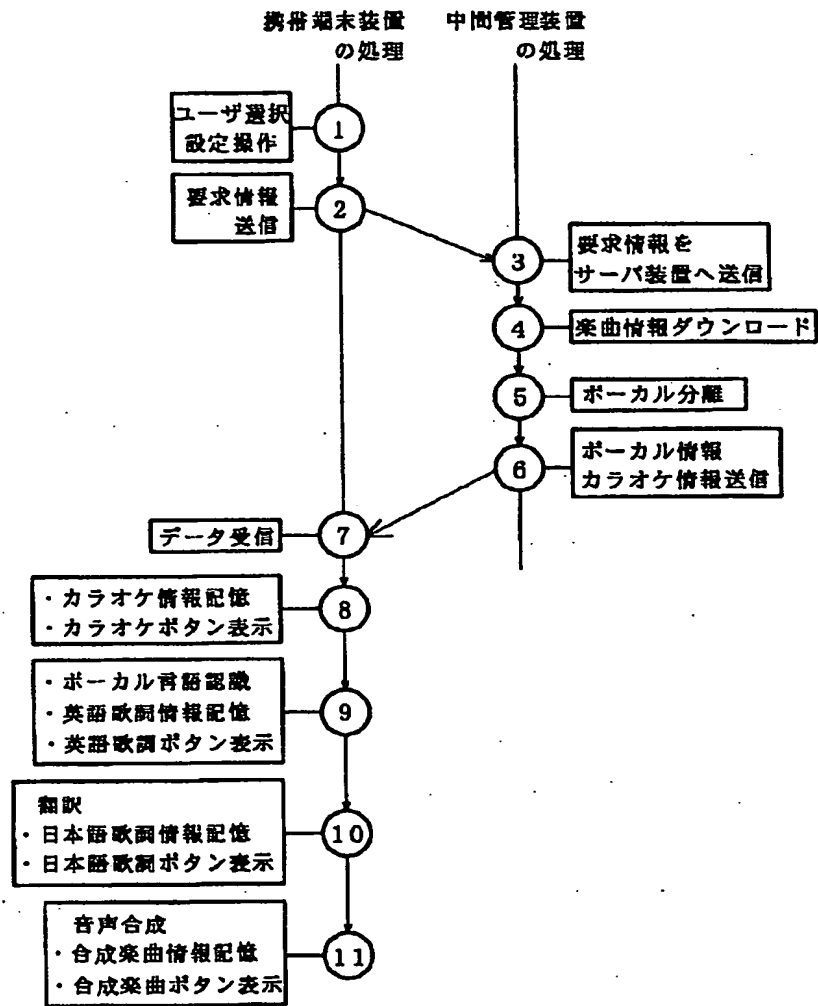 携帯端末装置
の処理
中間管理装置
の処理
ユーザ選択
設定操作
1
要求情報
送信
2
3
要求情報を
サーバ装置へ送信
4
楽曲情報ダウンロード
5
ボーカル分離
6
ボーカル情報
カラオケ情報送信
データ受信
7
・カラオケ情報記憶
・カラオケボタン表示
8
・ボーカル言語認識
・英語歌詞情報記憶
・英語歌詞ボタン表示
9
翻訳
・日本語歌詞情報記憶
・日本語歌詞ボタン表示
10
音声合成
・合成楽曲情報記憶
・合成楽曲ボタン表示
11